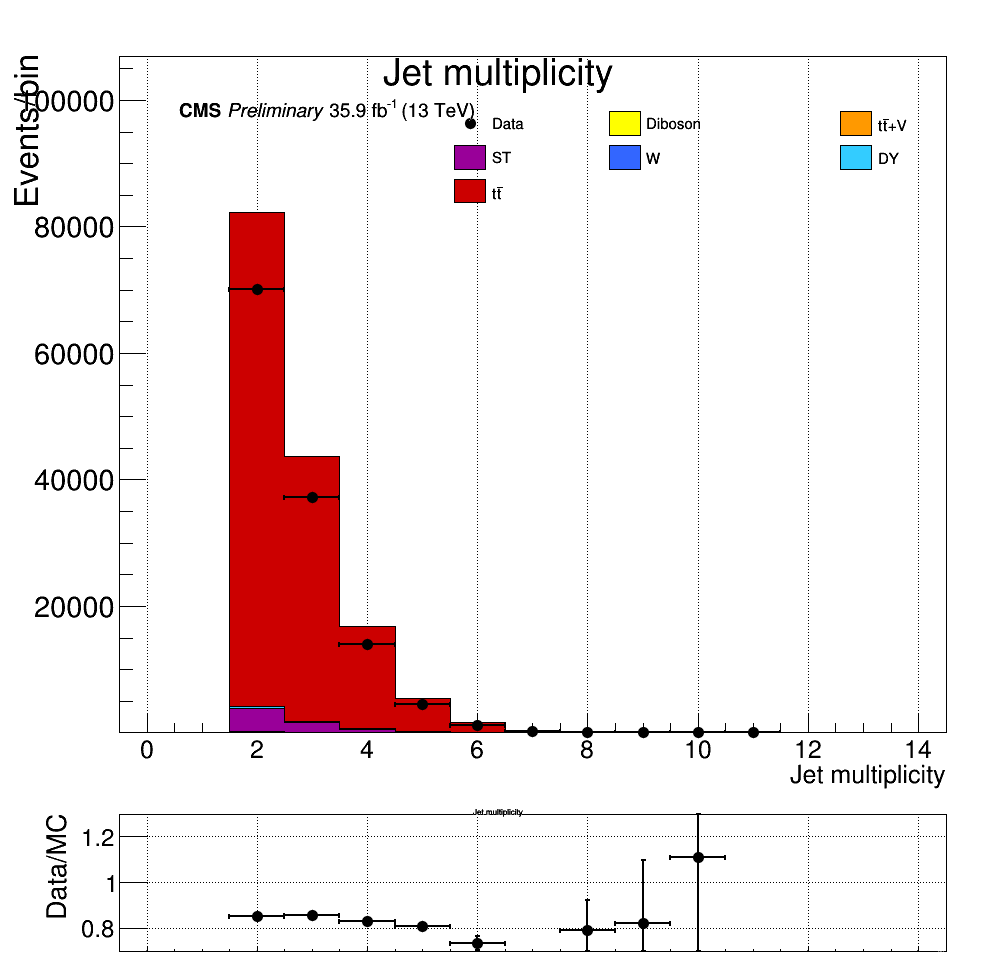 Jet multiplicity
Events/bin
CMS Preliminary 35.9 fb⁻¹ (13 TeV)
Data
Diboson
tt̄+V
ST
W
DY
tt̄
00000
80000
60000
40000
20000
0 2 4 6 8 10 12 14
Jet multiplicity
Jet multiplicity
Data/MC
1.2
1
0.8